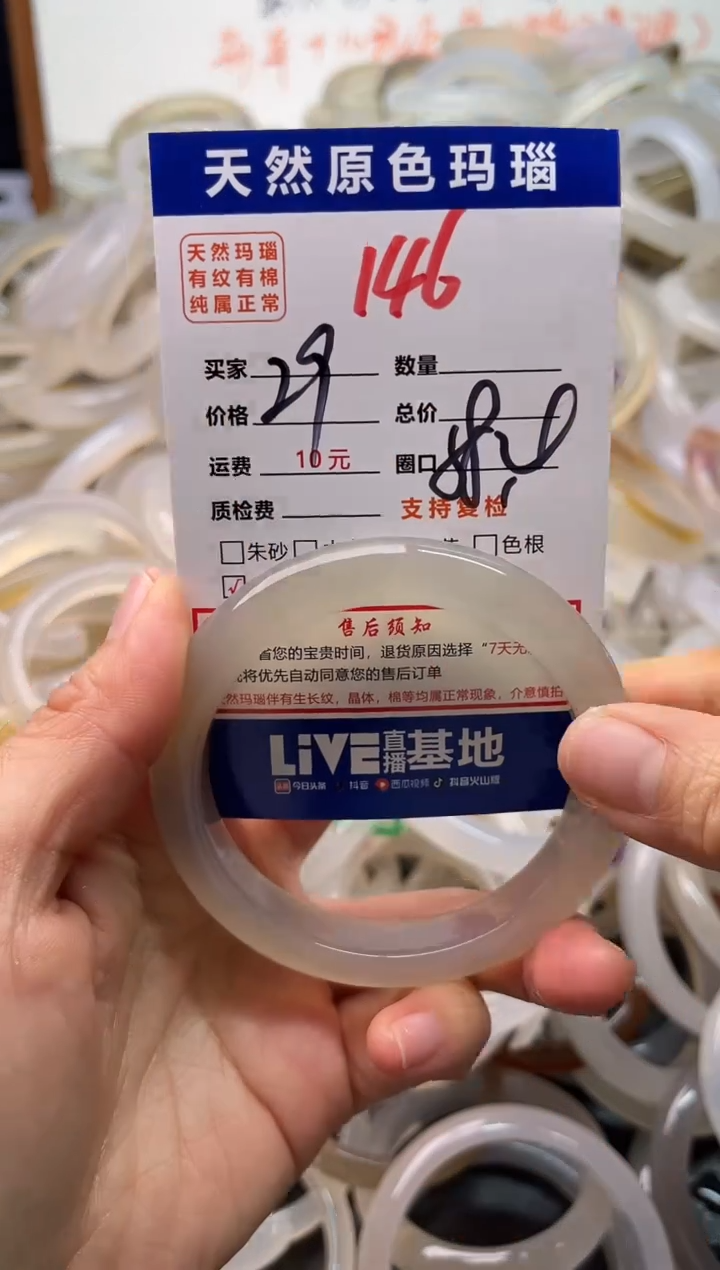 天然原色玛瑙
天然玛瑙
有纹有棉
纯属正常
146
买家 数量
29
价格 总价
运费 10元 圈口
质检费 支持复检
朱砂 色根
售后须知
省您的宝贵时间，退货原因选择“7天无
将优先自动同意您的售后订单
然玛瑙伴有生长纹，晶体，棉等均属正常现象，介意慎拍
LiVE直播基地
今日头条 抖音 西瓜视频 抖音火山版